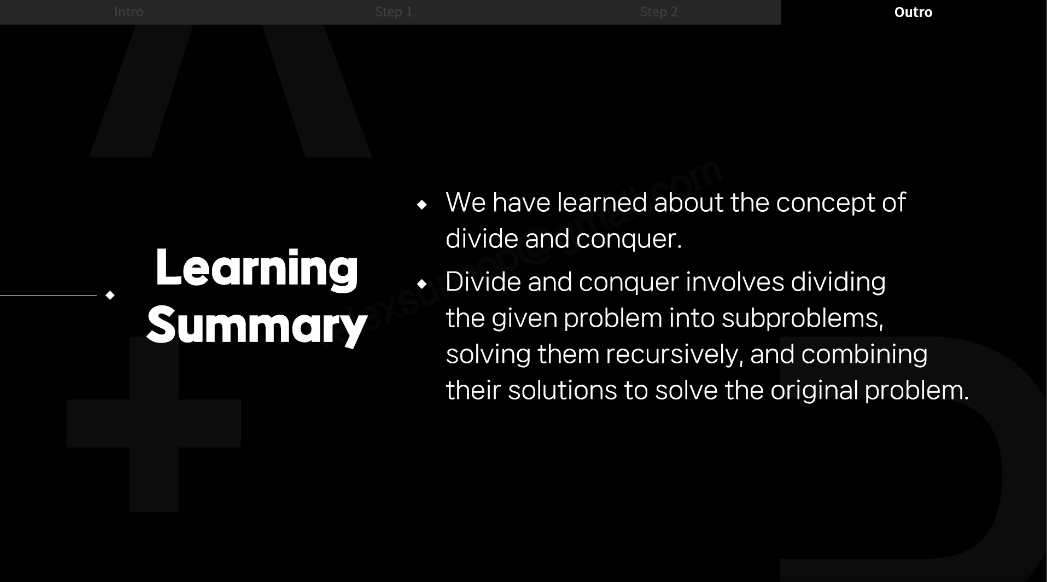 Intro
Step 1
Step 2
Outro
Learning
Summary
We have learned about the concept of
divide and conquer.
Divide and conquer involves dividing
the given problem into subproblems,
solving them recursively, and combining
their solutions to solve the original problem.